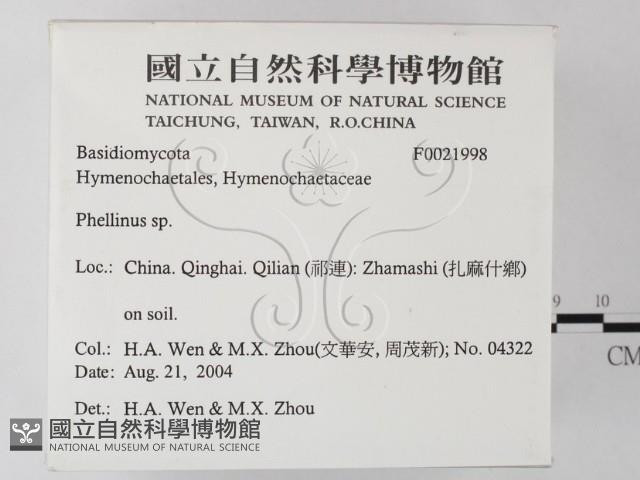 國立自然科學博物館
NATIONAL MUSEUM OF NATURAL SCIENCE
TAICHUNG, TAIWAN, R.O.CHINA
Basidiomycota F0021998
Hymenochaetales, Hymenochaetaceae
Phellinus sp.
Loc.: China. Qinghai. Qilian (祁連): Zhamashi (扎麻什鄉)
on soil.
Col.: H.A. Wen & M.X. Zhou(文華安, 周茂新); No. 04322
Date: Aug. 21, 2004
Det.: H.A. Wen & M.X. Zhou
9 10
CM
國立自然科學博物館
NATIONAL MUSEUM OF NATURAL SCIENCE